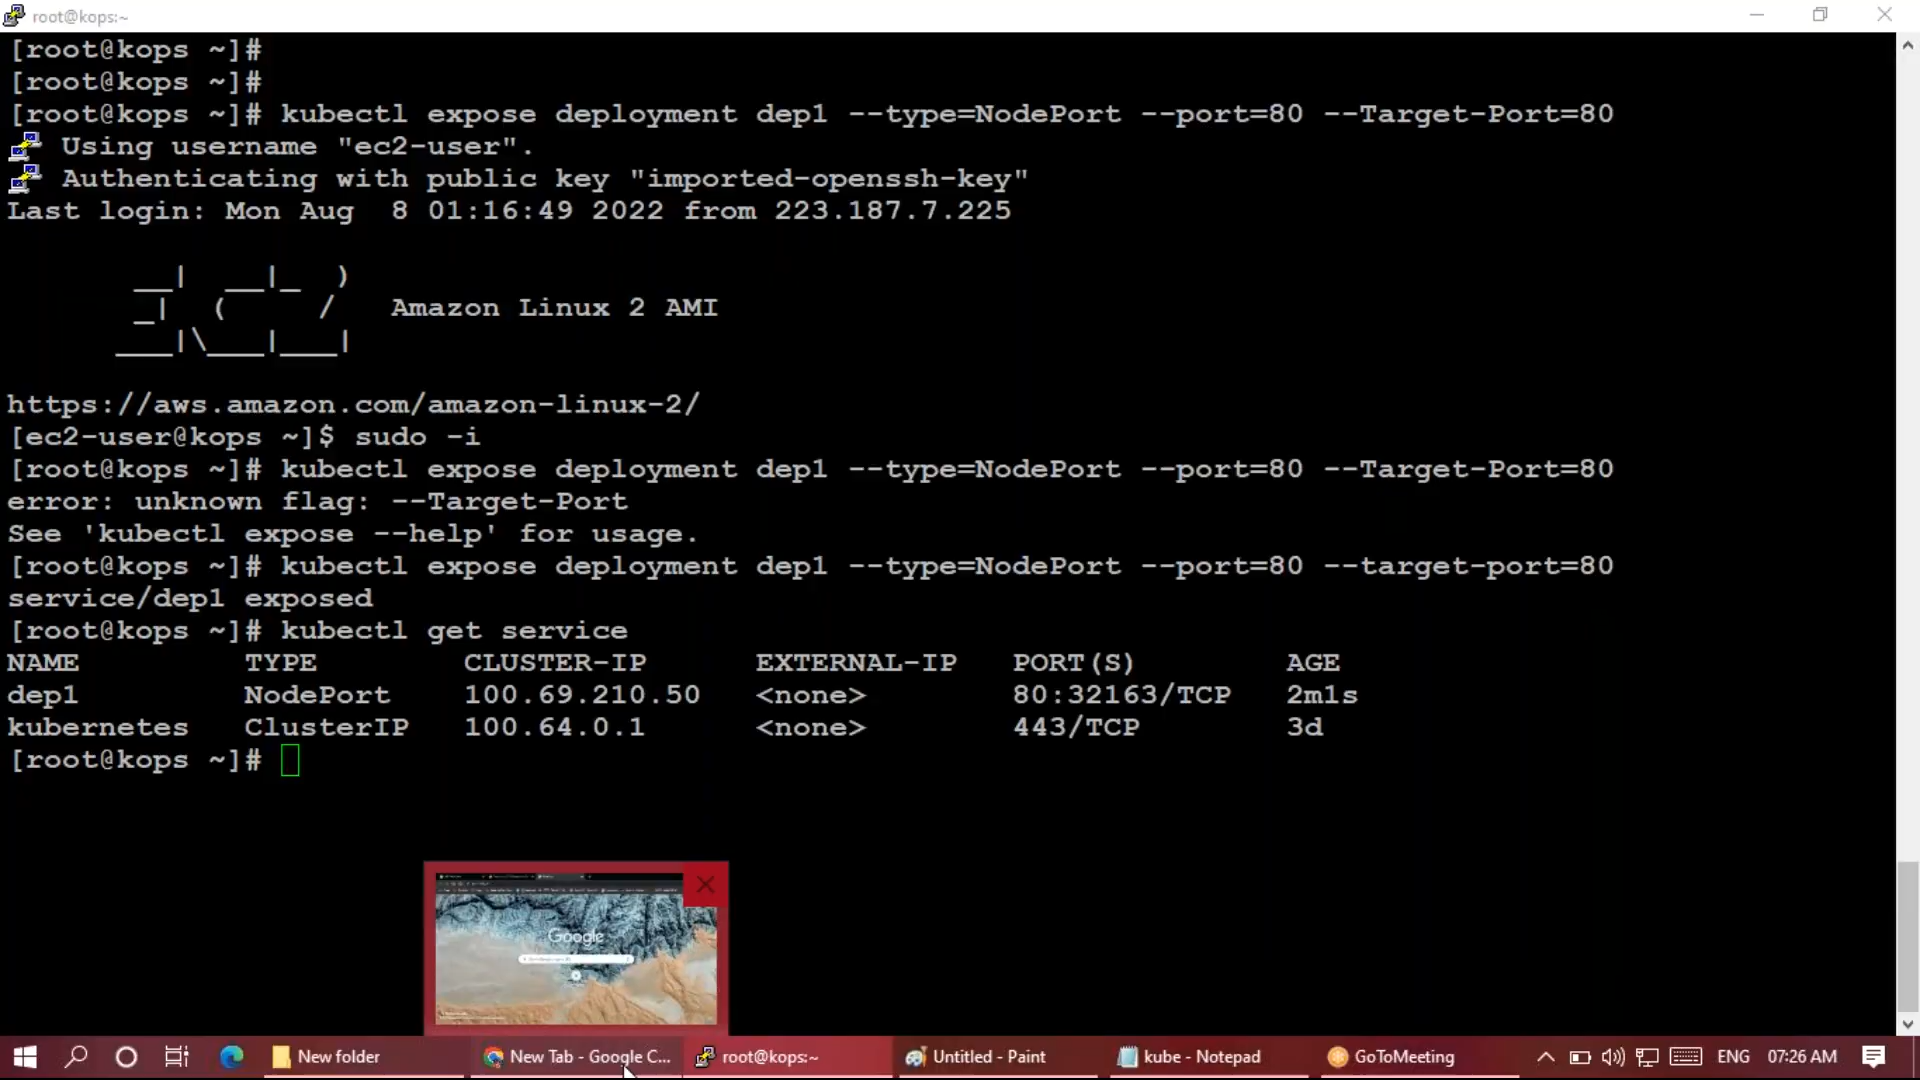 root@kops:~
[root@kops ~]#
[root@kops ~]#
[root@kops ~]# kubectl expose deployment dep1 --type=NodePort --port=80 --Target-Port=80
Using username "ec2-user".
Authenticating with public key "imported-openssh-key"
Last login: Mon Aug  8 01:16:49 2022 from 223.187.7.225
       __|  __|_  )
       _|  (     /   Amazon Linux 2 AMI
      ___|\___|___|
https://aws.amazon.com/amazon-linux-2/
[ec2-user@kops ~]$ sudo -i
[root@kops ~]# kubectl expose deployment dep1 --type=NodePort --port=80 --Target-Port=80
error: unknown flag: --Target-Port
See 'kubectl expose --help' for usage.
[root@kops ~]# kubectl expose deployment dep1 --type=NodePort --port=80 --target-port=80
service/dep1 exposed
[root@kops ~]# kubectl get service
NAME         TYPE        CLUSTER-IP      EXTERNAL-IP   PORT(S)        AGE
dep1         NodePort    100.69.210.50   <none>        80:32163/TCP   2m1s
kubernetes   ClusterIP   100.64.0.1      <none>        443/TCP        3d
[root@kops ~]#
Google
New folder
New Tab - Google C...
root@kops:~
Untitled - Paint
kube - Notepad
GoToMeeting
ENG
07:26 AM